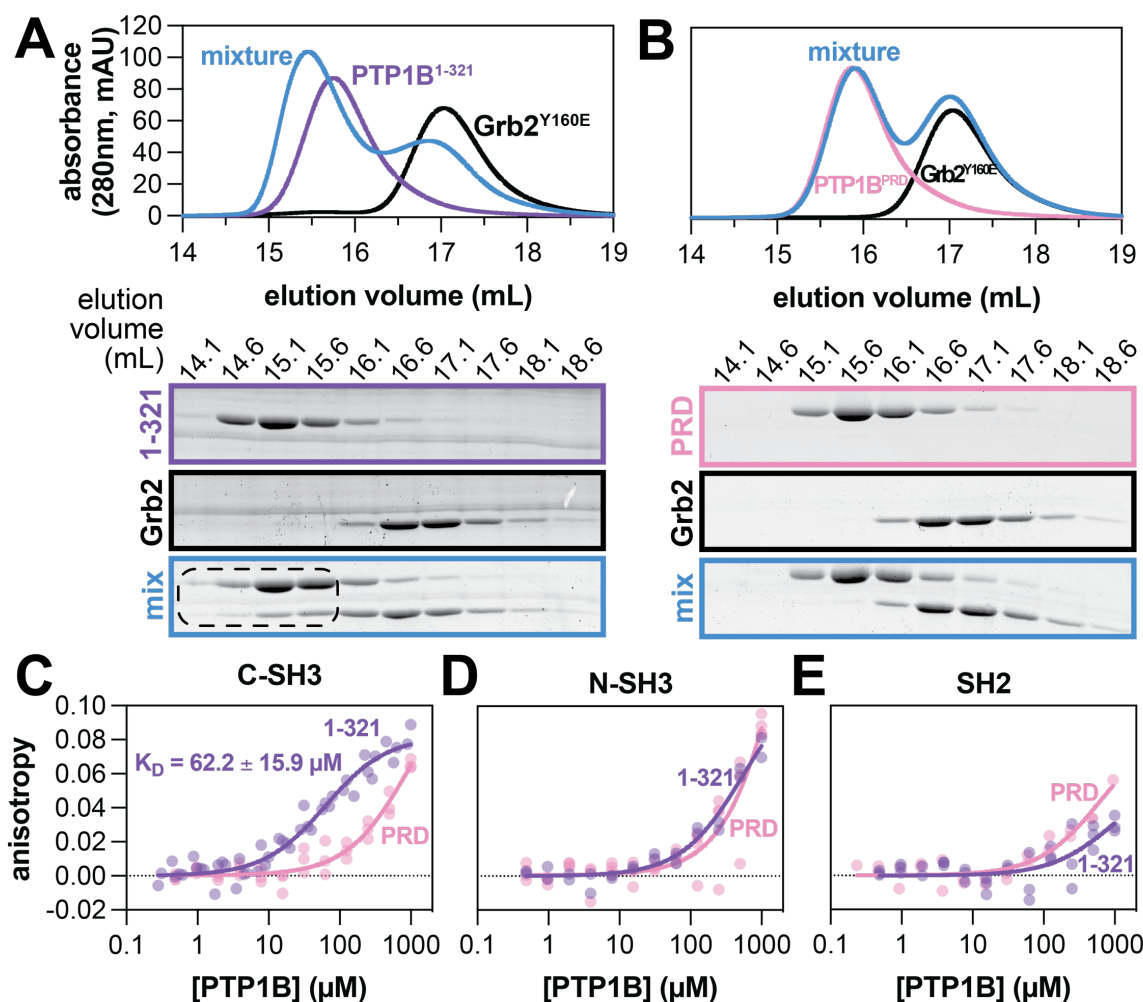 A
B
absorbance
(280nm, mAU)
120
100
80
60
40
20
0
mixture
PTP1B1-321
Grb2Y160E
14 15 16 17 18 19
elution volume (mL)
mixture
PTP1BPRD
Grb2Y160E
14 15 16 17 18 19
elution volume (mL)
elution
volume
(mL)
14.1 14.6 15.1 15.6 16.1 16.6 17.1 17.6 18.1 18.6
1-321
Grb2
mix
14.1 14.6 15.1 15.6 16.1 16.6 17.1 17.6 18.1 18.6
PRD
Grb2
mix
C
C-SH3
anisotropy
0.10
0.08
0.06
0.04
0.02
0.00
-0.02
1-321
KD = 62.2 ± 15.9 µM
PRD
0.1 1 10 100 1000
[PTP1B] (µM)
D
N-SH3
1-321
PRD
0.1 1 10 100 1000
[PTP1B] (µM)
E
SH2
PRD
1-321
0.1 1 10 100 1000
[PTP1B] (µM)